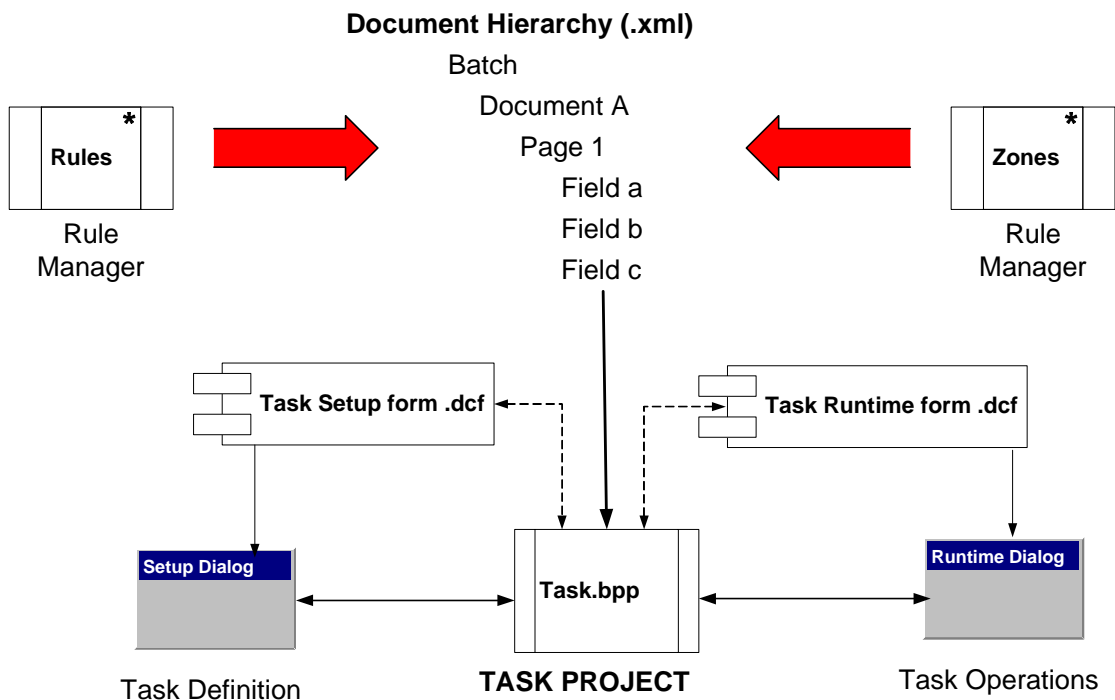 Document Hierarchy (.xml)
Batch
Document A
Page 1
Field a
Field b
Field c
*
Rules
Rule
Manager
*
Zones
Rule
Manager
Task Setup form .dcf
Task Runtime form .dcf
Setup Dialog
Task.bpp
Runtime Dialog
Task Definition
TASK PROJECT
Task Operations